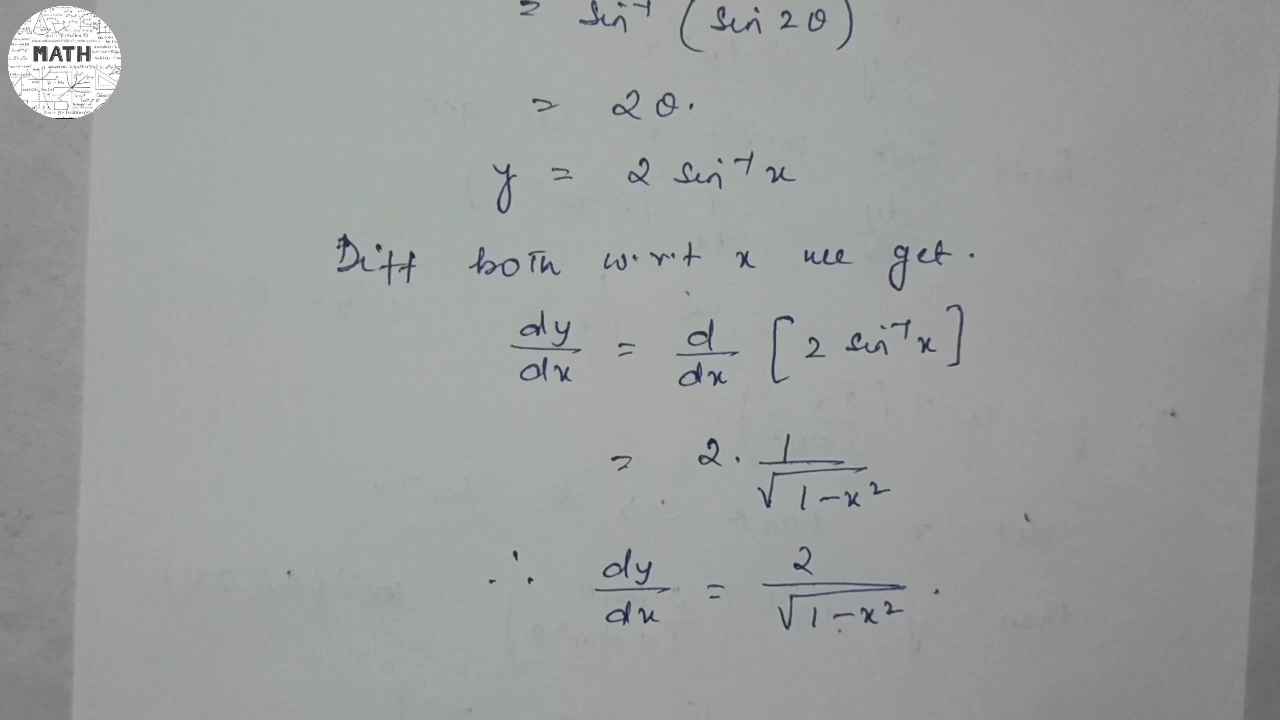 MATH
= sin⁻¹ (sin 2θ)
= 2θ.
y = 2 sin⁻¹ x
Diff both w.r.t x we get.
dy/dx = d/dx [2 sin⁻¹ x]
= 2. 1/√1-x²
∴ dy/dx = 2/√1-x².